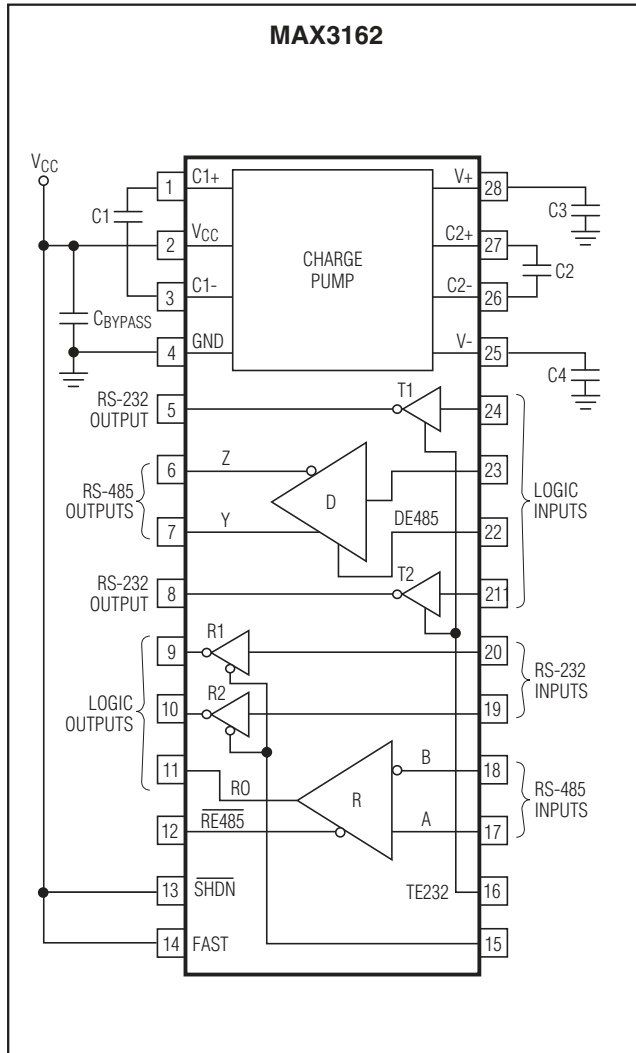 MAX3162
VCC
C1
CBYPASS
1
C1+
2
VCC
3
C1-
4
GND
CHARGE
PUMP
V+
28
C3
C2+
27
C2
C2-
26
V-
25
C4
RS-232
OUTPUT
5
T1
24
RS-485
OUTPUTS
6
Z
D
23
7
Y
DE485
22
LOGIC
INPUTS
RS-232
OUTPUT
8
T2
211
LOGIC
OUTPUTS
9
R1
20
RS-232
INPUTS
10
R2
19
11
RO
R
B
18
RS-485
INPUTS
12
RE485
A
17
13
SHDN
TE232
16
14
FAST
15